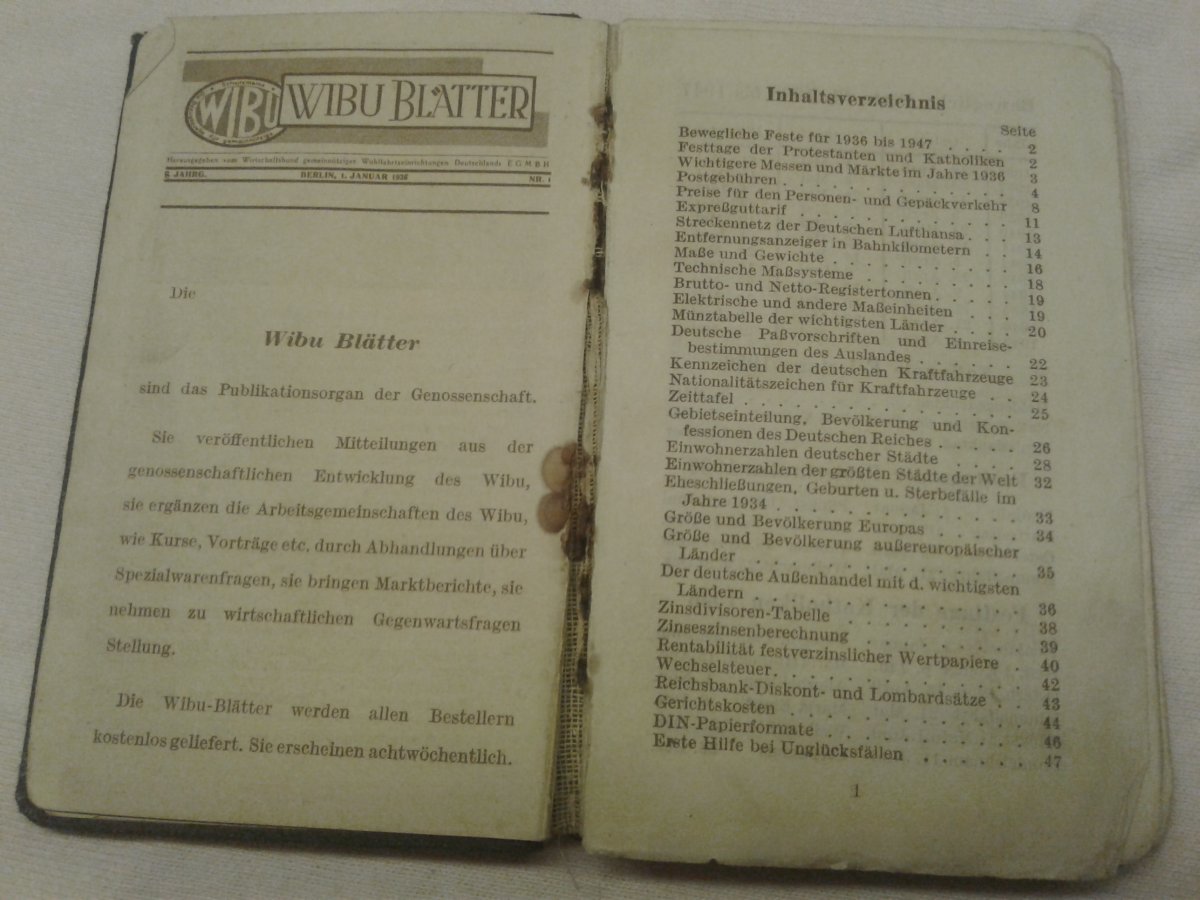 WIBU
WIBU BLÄTTER
Herausgegeben vom Wirtschaftsbund gemeinnütziger Wohlfahrtseinrichtungen Deutschlands E G M B H
JAHRG. BERLIN, 1. JANUAR 1936 NR. 1
Die
Wibu Blätter
sind das Publikationsorgan der Genossenschaft.
Sie veröffentlichen Mitteilungen aus der
genossenschaftlichen Entwicklung des Wibu,
sie ergänzen die Arbeitsgemeinschaften des Wibu,
wie Kurse, Vorträge etc. durch Abhandlungen über
Spezialwarenfragen, sie bringen Marktberichte, sie
nehmen zu wirtschaftlichen Gegenwartsfragen
Stellung.
Die Wibu-Blätter werden allen Bestellern
kostenlos geliefert. Sie erscheinen achtwöchentlich.
Inhaltsverzeichnis
Seite
Bewegliche Feste für 1936 bis 1947 . . . . 2
Festtage der Protestanten und Katholiken 2
Wichtigere Messen und Märkte im Jahre 1936 3
Postgebühren . . . . . . . . . . . . . 4
Preise für den Personen- und Gepäckverkehr 8
Expreßguttarif . . . . . . . . . . . . 11
Streckennetz der Deutschen Lufthansa . . . 13
Entfernungsanzeiger in Bahnkilometern . . 14
Maße und Gewichte . . . . . . . . . . 16
Technische Maßsysteme . . . . . . . . 18
Brutto- und Netto-Registertonnen . . . . . 19
Elektrische und andere Maßeinheiten . . . 19
Münztabelle der wichtigsten Länder . . . . 20
Deutsche Paßvorschriften und Einreise-
bestimmungen des Auslandes . . . . . . 22
Kennzeichen der deutschen Kraftfahrzeuge 23
Nationalitätszeichen für Kraftfahrzeuge . . 24
Zeittafel . . . . . . . . . . . . . . . 25
Gebietseinteilung, Bevölkerung und Kon-
fessionen des Deutschen Reiches . . . . . 26
Einwohnerzahlen deutscher Städte . . . . 28
Einwohnerzahlen der größten Städte der Welt 32
Eheschließungen, Geburten u. Sterbefälle im
Jahre 1934 . . . . . . . . . . . . . 33
Größe und Bevölkerung Europas . . . . . 34
Größe und Bevölkerung außereuropäischer
Länder . . . . . . . . . . . . . . . 35
Der deutsche Außenhandel mit d. wichtigsten
Ländern . . . . . . . . . . . . . . 36
Zinsdivisoren-Tabelle . . . . . . . . . 38
Zinseszinsenberechnung . . . . . . . . 39
Rentabilität festverzinslicher Wertpapiere . 40
Wechselsteuer . . . . . . . . . . . . . 42
Reichsbank-Diskont- und Lombardsätze . . 43
Gerichtskosten . . . . . . . . . . . . 44
DIN-Papierformate . . . . . . . . . . 46
Erste Hilfe bei Unglücksfällen . . . . . . 47
1